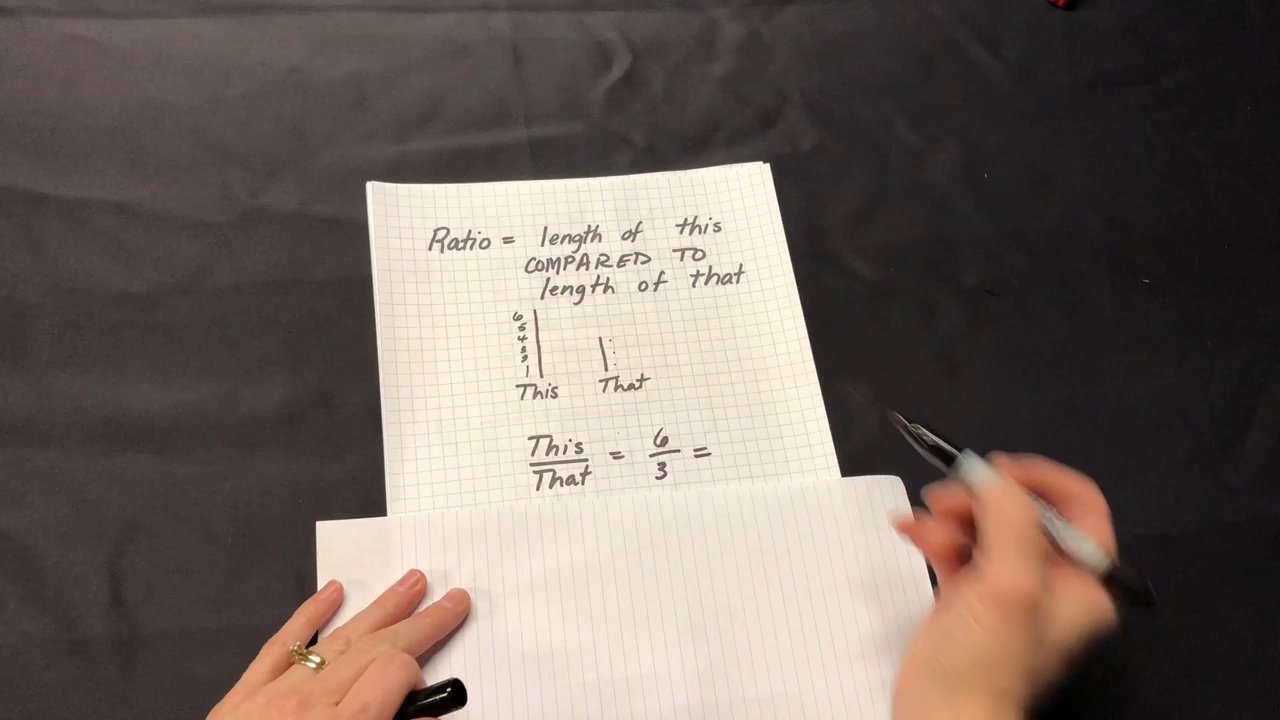 Ratio = length of this
COMPARED TO
length of that
6
5
4
3
2
1
This That
This = 6 =
That 3